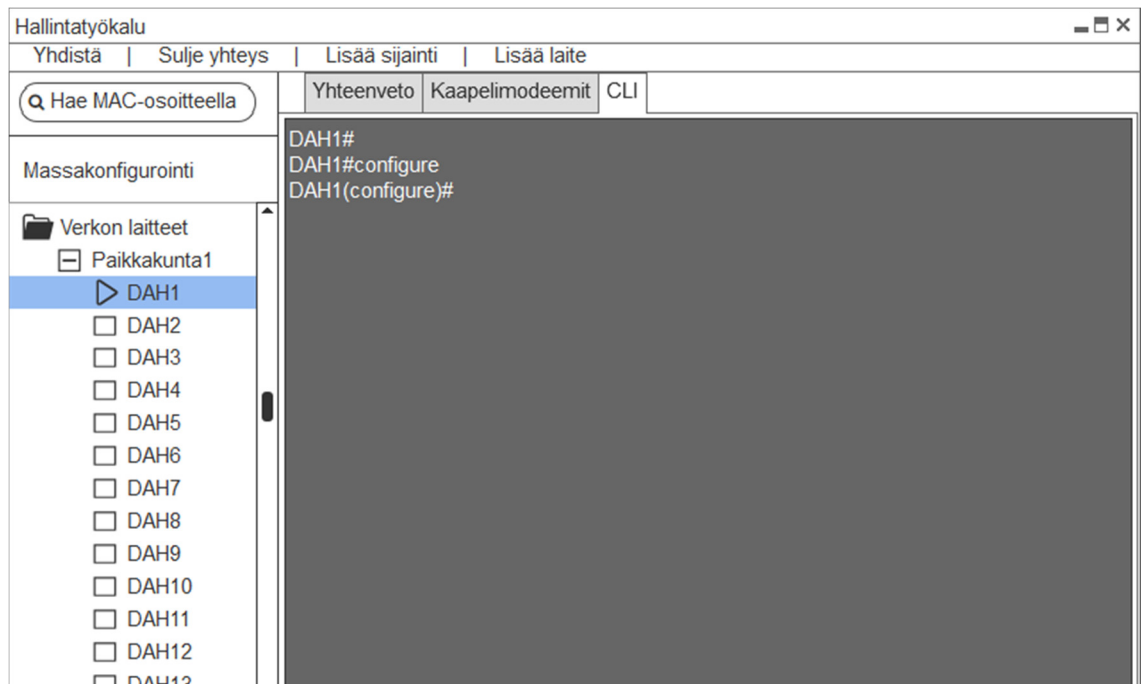 Hallintatyökalu
Yhdistä | Sulje yhteys | Lisää sijainti | Lisää laite
Hae MAC-osoitteella
Massakonfigurointi
Verkon laitteet
Paikkakunta1
DAH1
DAH2
DAH3
DAH4
DAH5
DAH6
DAH7
DAH8
DAH9
DAH10
DAH11
DAH12
DAH13
Yhteenveto
Kaapelimodeemit
CLI
DAH1#
DAH1#configure
DAH1(configure)#